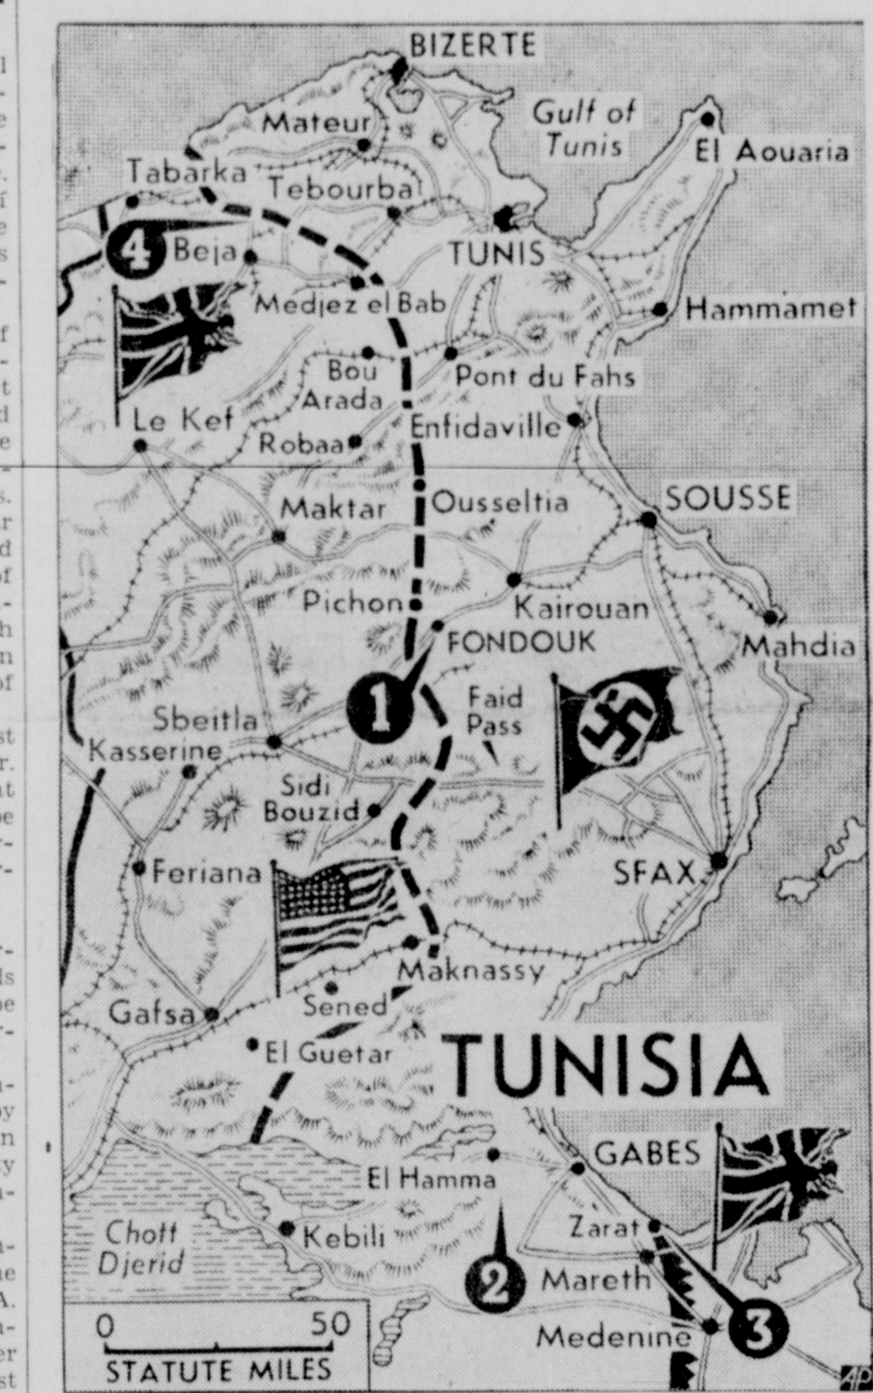 BIZERTE
Gulf of
Tunis
Mateur
El Aouaria
Tabarka
Tebourba
4
Beja
TUNIS
Medjez el Bab
Hammamet
Bou
Arada
Pont du Fahs
Le Kef
Robaa
Enfidaville
Maktar
Ousseltia
SOUSSE
Pichon
Kairouan
FONDOUK
Mahdia
1
Faid
Pass
Sbeitla
Kasserine
Sidi
Bouzid
Feriana
SFAX
Maknassy
Sened
Gafsa
El Guetar
TUNISIA
GABES
El Hamma
Zarat
Chott
Djerid
Kebili
2
Mareth
3
Medenine
0 50
STATUTE MILES
AP